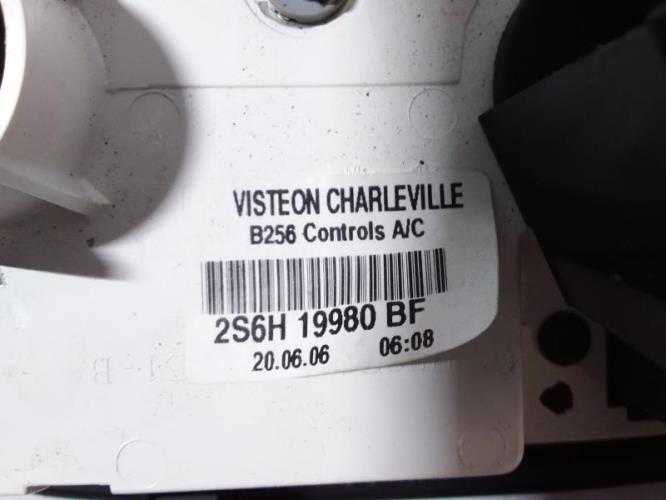 VISTEON CHARLEVILLE
B256 Controls A/C
2S6H 19980 BF
20.06.06 06:08